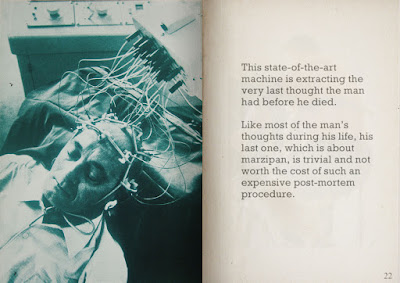 This state-of-the-art
machine is extracting the
very last thought the man
had before he died.
Like most of the man's
thoughts during his life, his
last one, which is about
marzipan, is trivial and not
worth the cost of such an
expensive post-mortem
procedure.
22